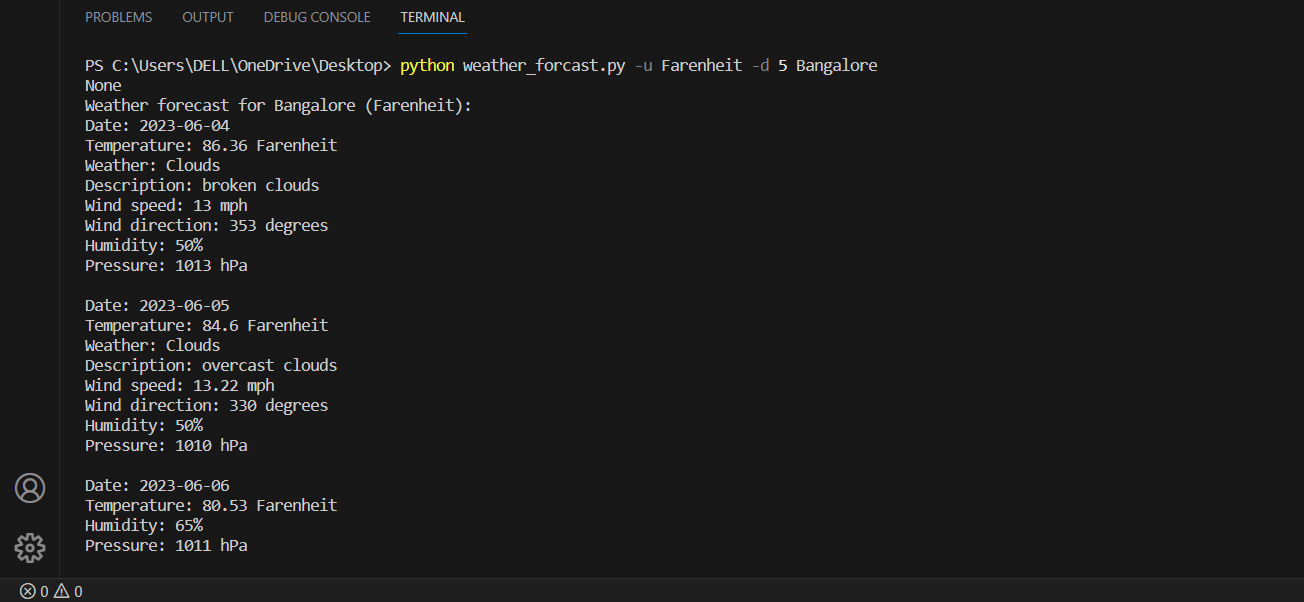 PROBLEMS OUTPUT DEBUG CONSOLE TERMINAL
PS C:\Users\DELL\OneDrive\Desktop> python weather_forcast.py -u Farenheit -d 5 Bangalore
None
Weather forecast for Bangalore (Farenheit):
Date: 2023-06-04
Temperature: 86.36 Farenheit
Weather: Clouds
Description: broken clouds
Wind speed: 13 mph
Wind direction: 353 degrees
Humidity: 50%
Pressure: 1013 hPa
Date: 2023-06-05
Temperature: 84.6 Farenheit
Weather: Clouds
Description: overcast clouds
Wind speed: 13.22 mph
Wind direction: 330 degrees
Humidity: 50%
Pressure: 1010 hPa
Date: 2023-06-06
Temperature: 80.53 Farenheit
Humidity: 65%
Pressure: 1011 hPa
0 0